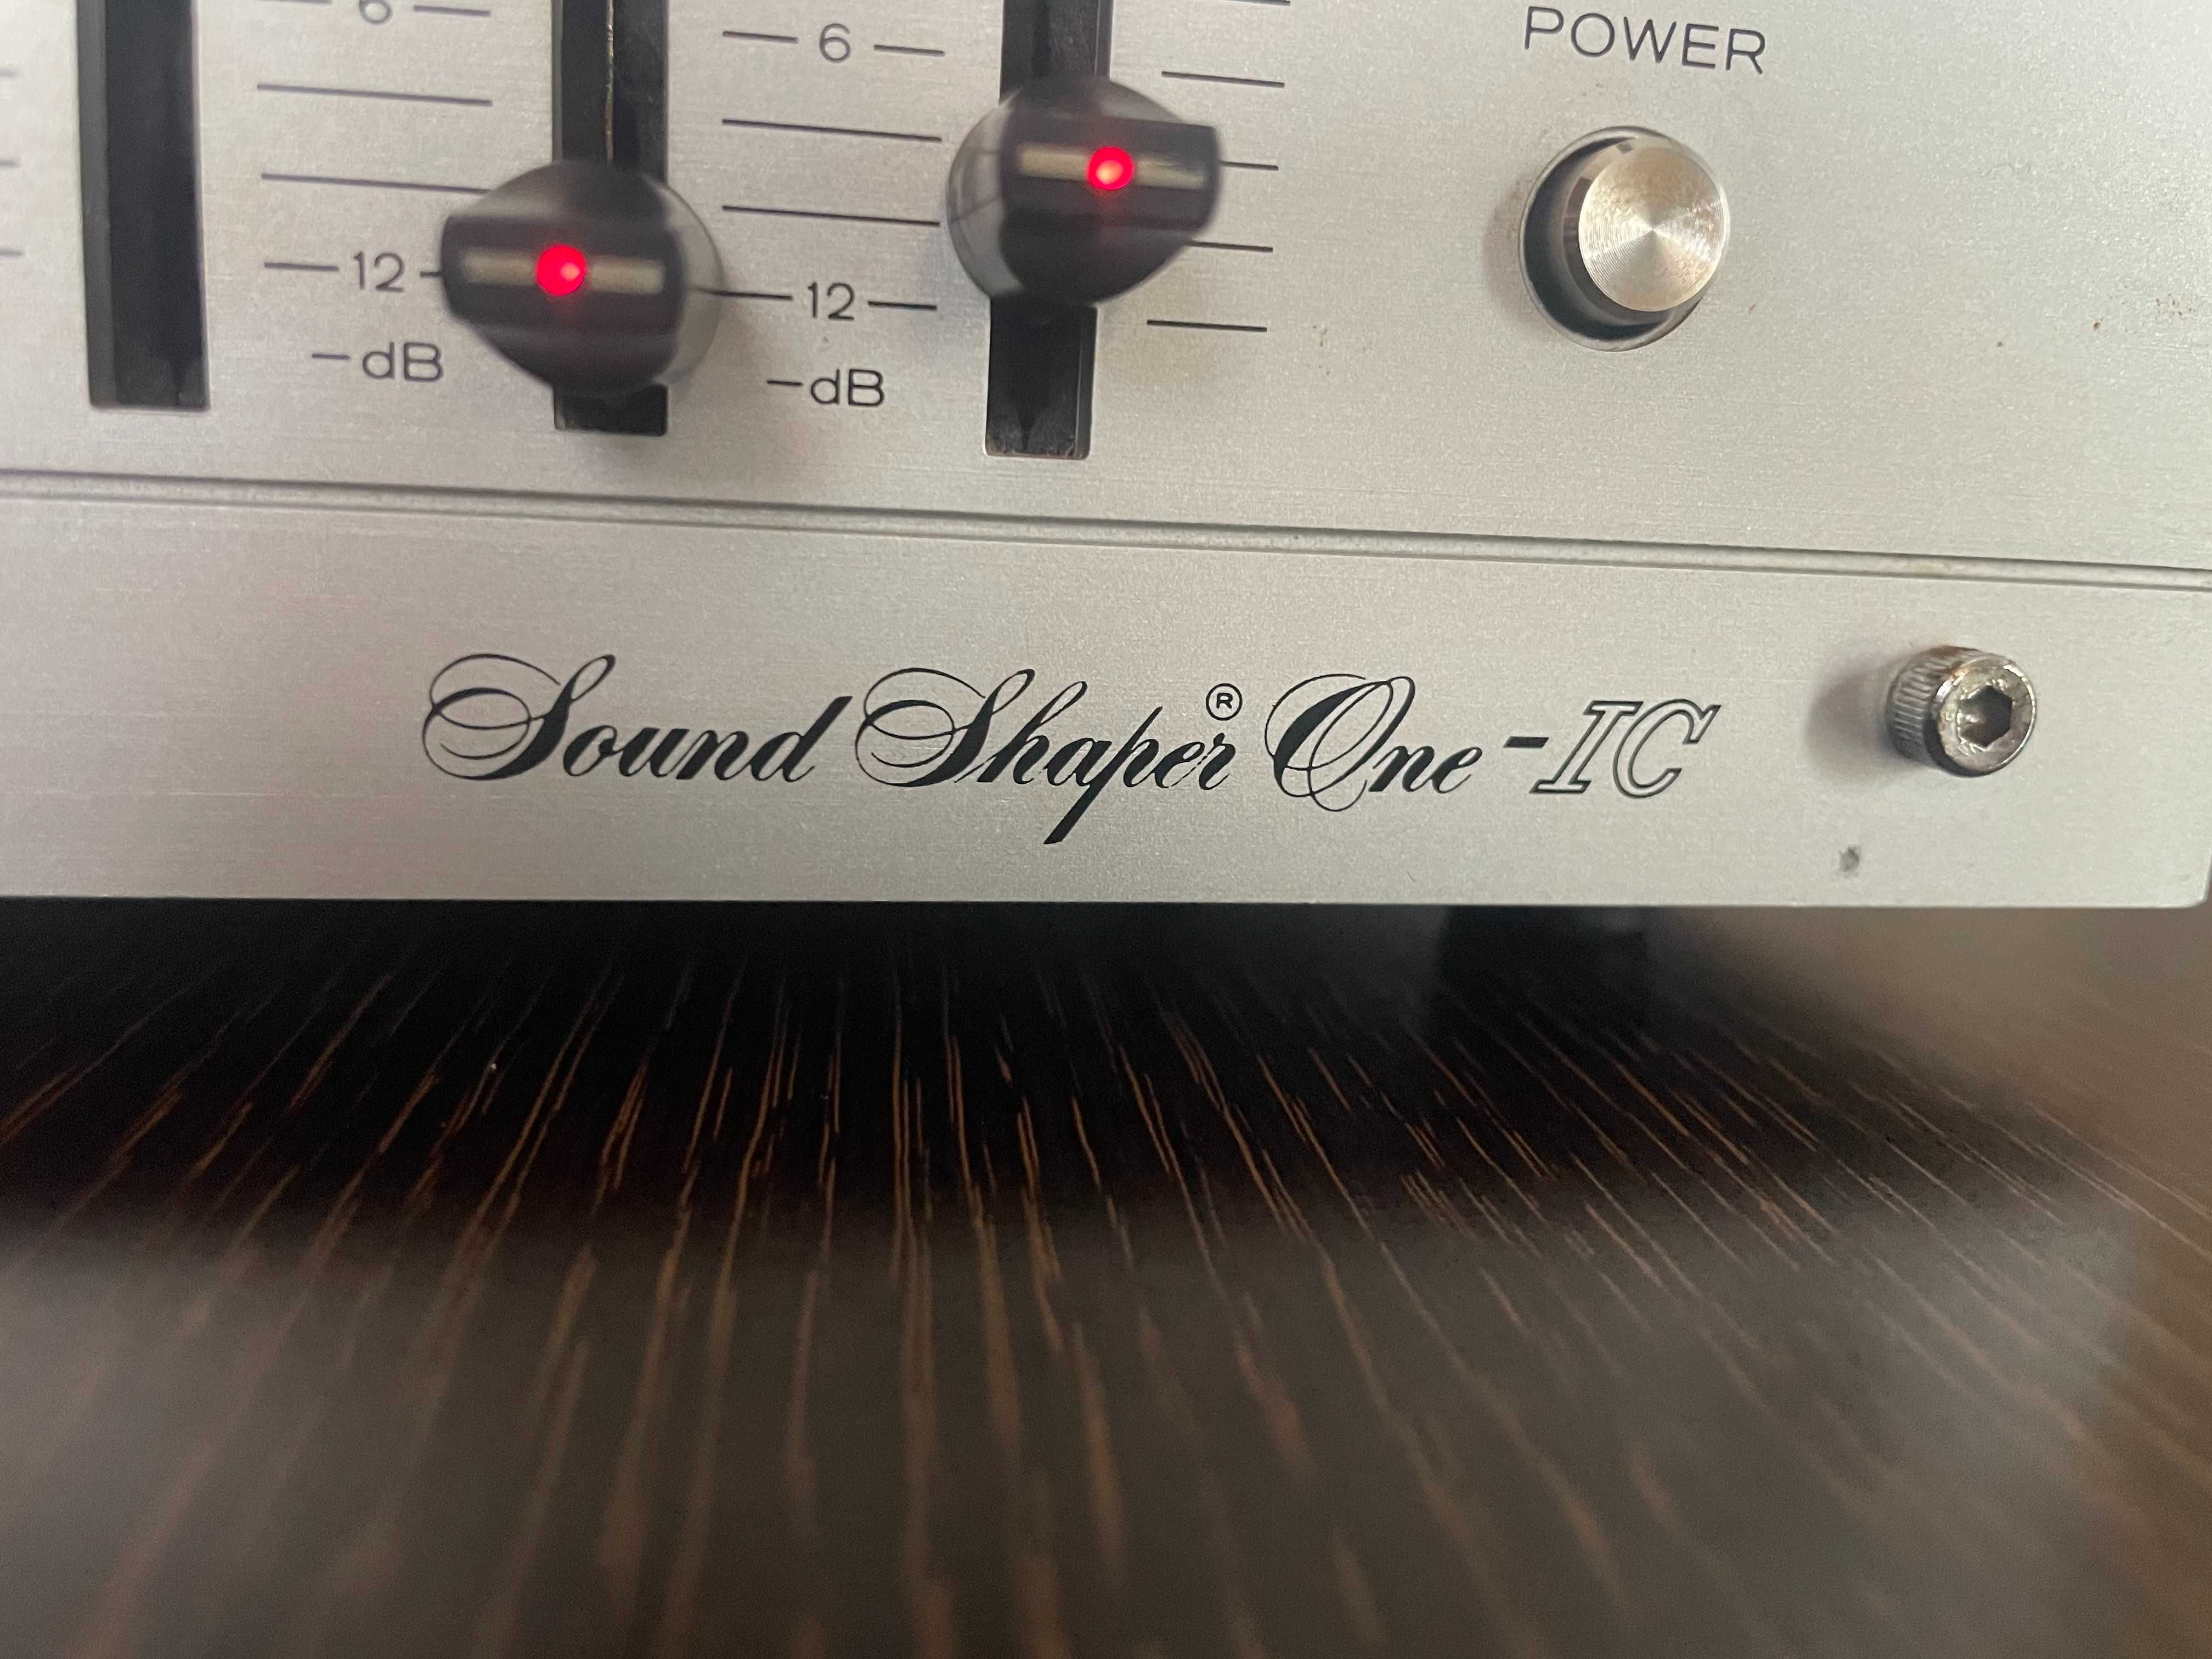 6
6
POWER
12
12
-dB
-dB
Sound Shaper® One-IC